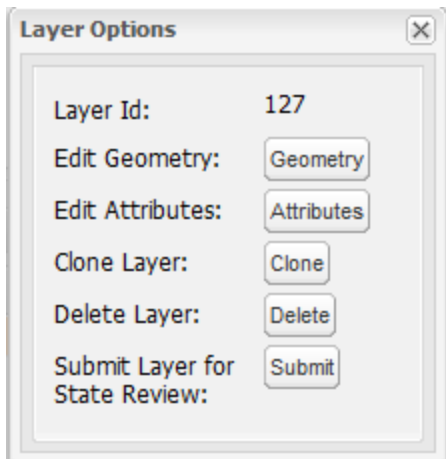 Layer Options
Layer Id: 127
Edit Geometry: Geometry
Edit Attributes: Attributes
Clone Layer: Clone
Delete Layer: Delete
Submit Layer for Submit
State Review: